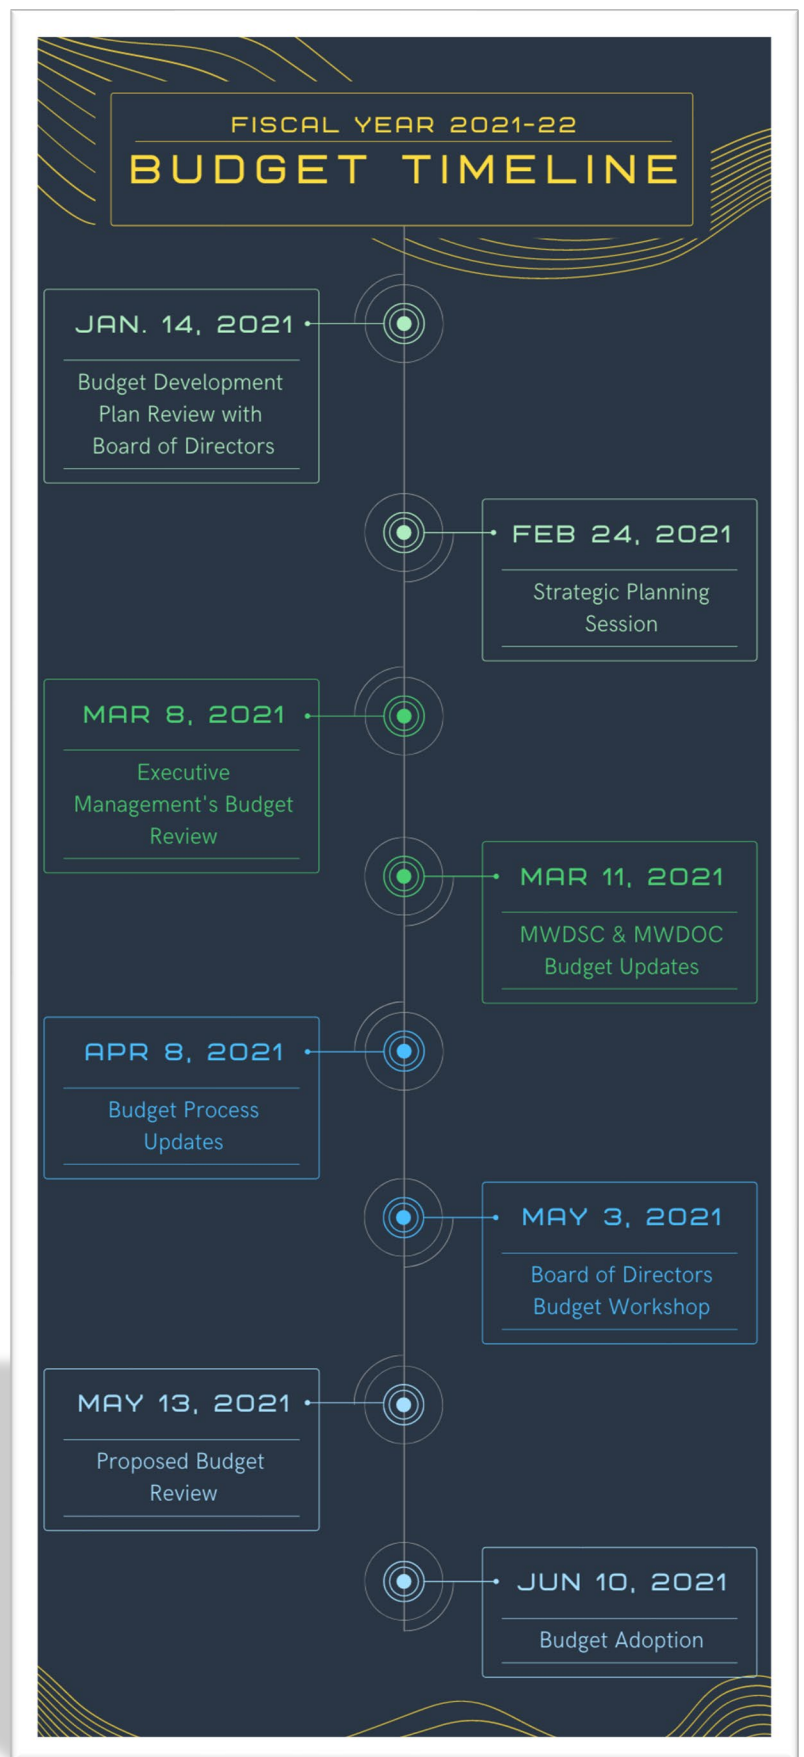 FISCAL YEAR 2021-22
BUDGET TIMELINE
JAN. 14, 2021
Budget Development
Plan Review with
Board of Directors
FEB 24, 2021
Strategic Planning
Session
MAR 8, 2021
Executive
Management's Budget
Review
MAR 11, 2021
MWDSC & MWDOC
Budget Updates
APR 8, 2021
Budget Process
Updates
MAY 3, 2021
Board of Directors
Budget Workshop
MAY 13, 2021
Proposed Budget
Review
JUN 10, 2021
Budget Adoption